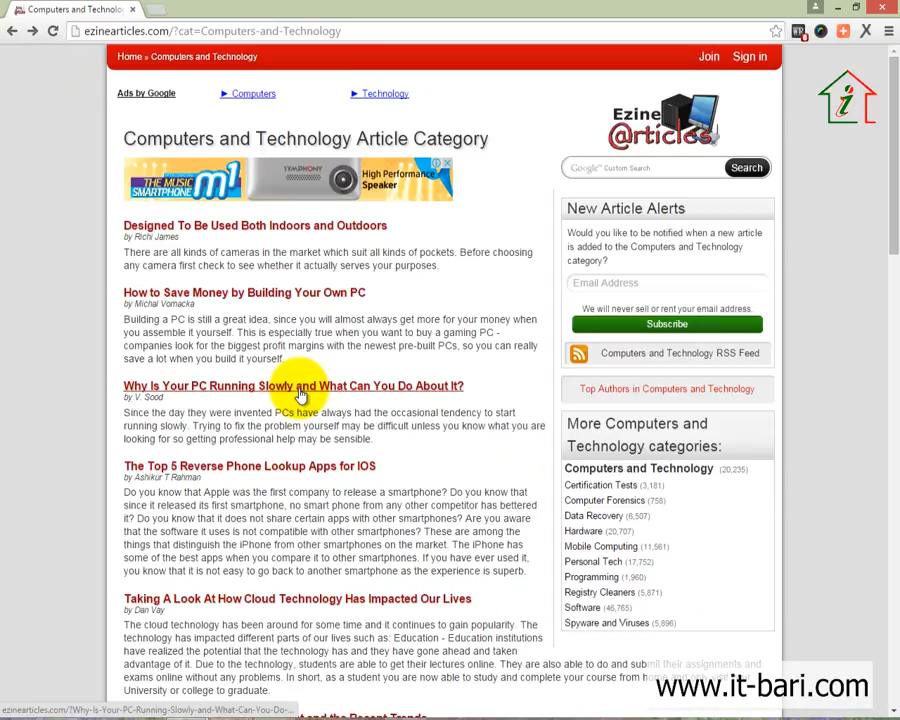 Computers and Technology
ezinearticles.com/?cat=Computers-and-Technology
Home » Computers and Technology
Join
Sign in
Ads by Google
► Computers
► Technology
Ezine
@rticles
Computers and Technology Article Category
THE MUSIC
SMARTPHONE
m1
SYMPHONY
High Performance
Speaker
Google™ Custom Search
Search
Designed To Be Used Both Indoors and Outdoors
by Richi James
There are all kinds of cameras in the market which suit all kinds of pockets. Before choosing
any camera first check to see whether it actually serves your purposes.
How to Save Money by Building Your Own PC
by Michal Vomacka
Building a PC is still a great idea, since you will almost always get more for your money when
you assemble it yourself. This is especially true when you want to buy a gaming PC -
companies look for the biggest profit margins with the newest pre-built PCs, so you can really
save a lot when you build it yourself.
Why Is Your PC Running Slowly and What Can You Do About It?
by V. Sood
Since the day they were invented PCs have always had the occasional tendency to start
running slowly. Trying to fix the problem yourself may be difficult unless you know what you are
looking for so getting professional help may be sensible.
The Top 5 Reverse Phone Lookup Apps for IOS
by Ashikur T Rahman
Do you know that Apple was the first company to release a smartphone? Do you know that
since it released its first smartphone, no smart phone from any other competitor has bettered
it? Do you know that it does not share certain apps with other smartphones? Are you aware
that the software it uses is not compatible with other smartphones? These are among the
things that distinguish the iPhone from other smartphones on the market. The iPhone has
some of the best apps when you compare it to other smartphones. If you have ever used it,
you know that it is not easy to go back to another smartphone as the experience is superb.
Taking A Look At How Cloud Technology Has Impacted Our Lives
by Dan Vay
The cloud technology has been around for some time and it continues to gain popularity. The
technology has impacted different parts of our lives such as: Education - Education institutions
have realized the potential that the technology has and they have gone ahead and taken
advantage of it. Due to the technology, students are able to get their lectures online. They are also able to do and submit their assignments and
exams online without any problems. In short, as a student you are now able to study and complete your course from
University or college to graduate.
and the Recent Trends
New Article Alerts
Would you like to be notified when a new article
is added to the Computers and Technology
category?
Email Address
We will never sell or rent your email address.
Subscribe
Computers and Technology RSS Feed
Top Authors in Computers and Technology
More Computers and
Technology categories:
Computers and Technology (20,235)
Certification Tests (3,181)
Computer Forensics (758)
Data Recovery (6,507)
Hardware (20,707)
Mobile Computing (11,561)
Personal Tech (17,752)
Programming (1,960)
Registry Cleaners (5,871)
Software (46,765)
Spyware and Viruses (5,896)
www.it-bari.com
ezinearticles.com/?Why-Is-Your-PC-Running-Slowly-and-What-Can-You-Do-...